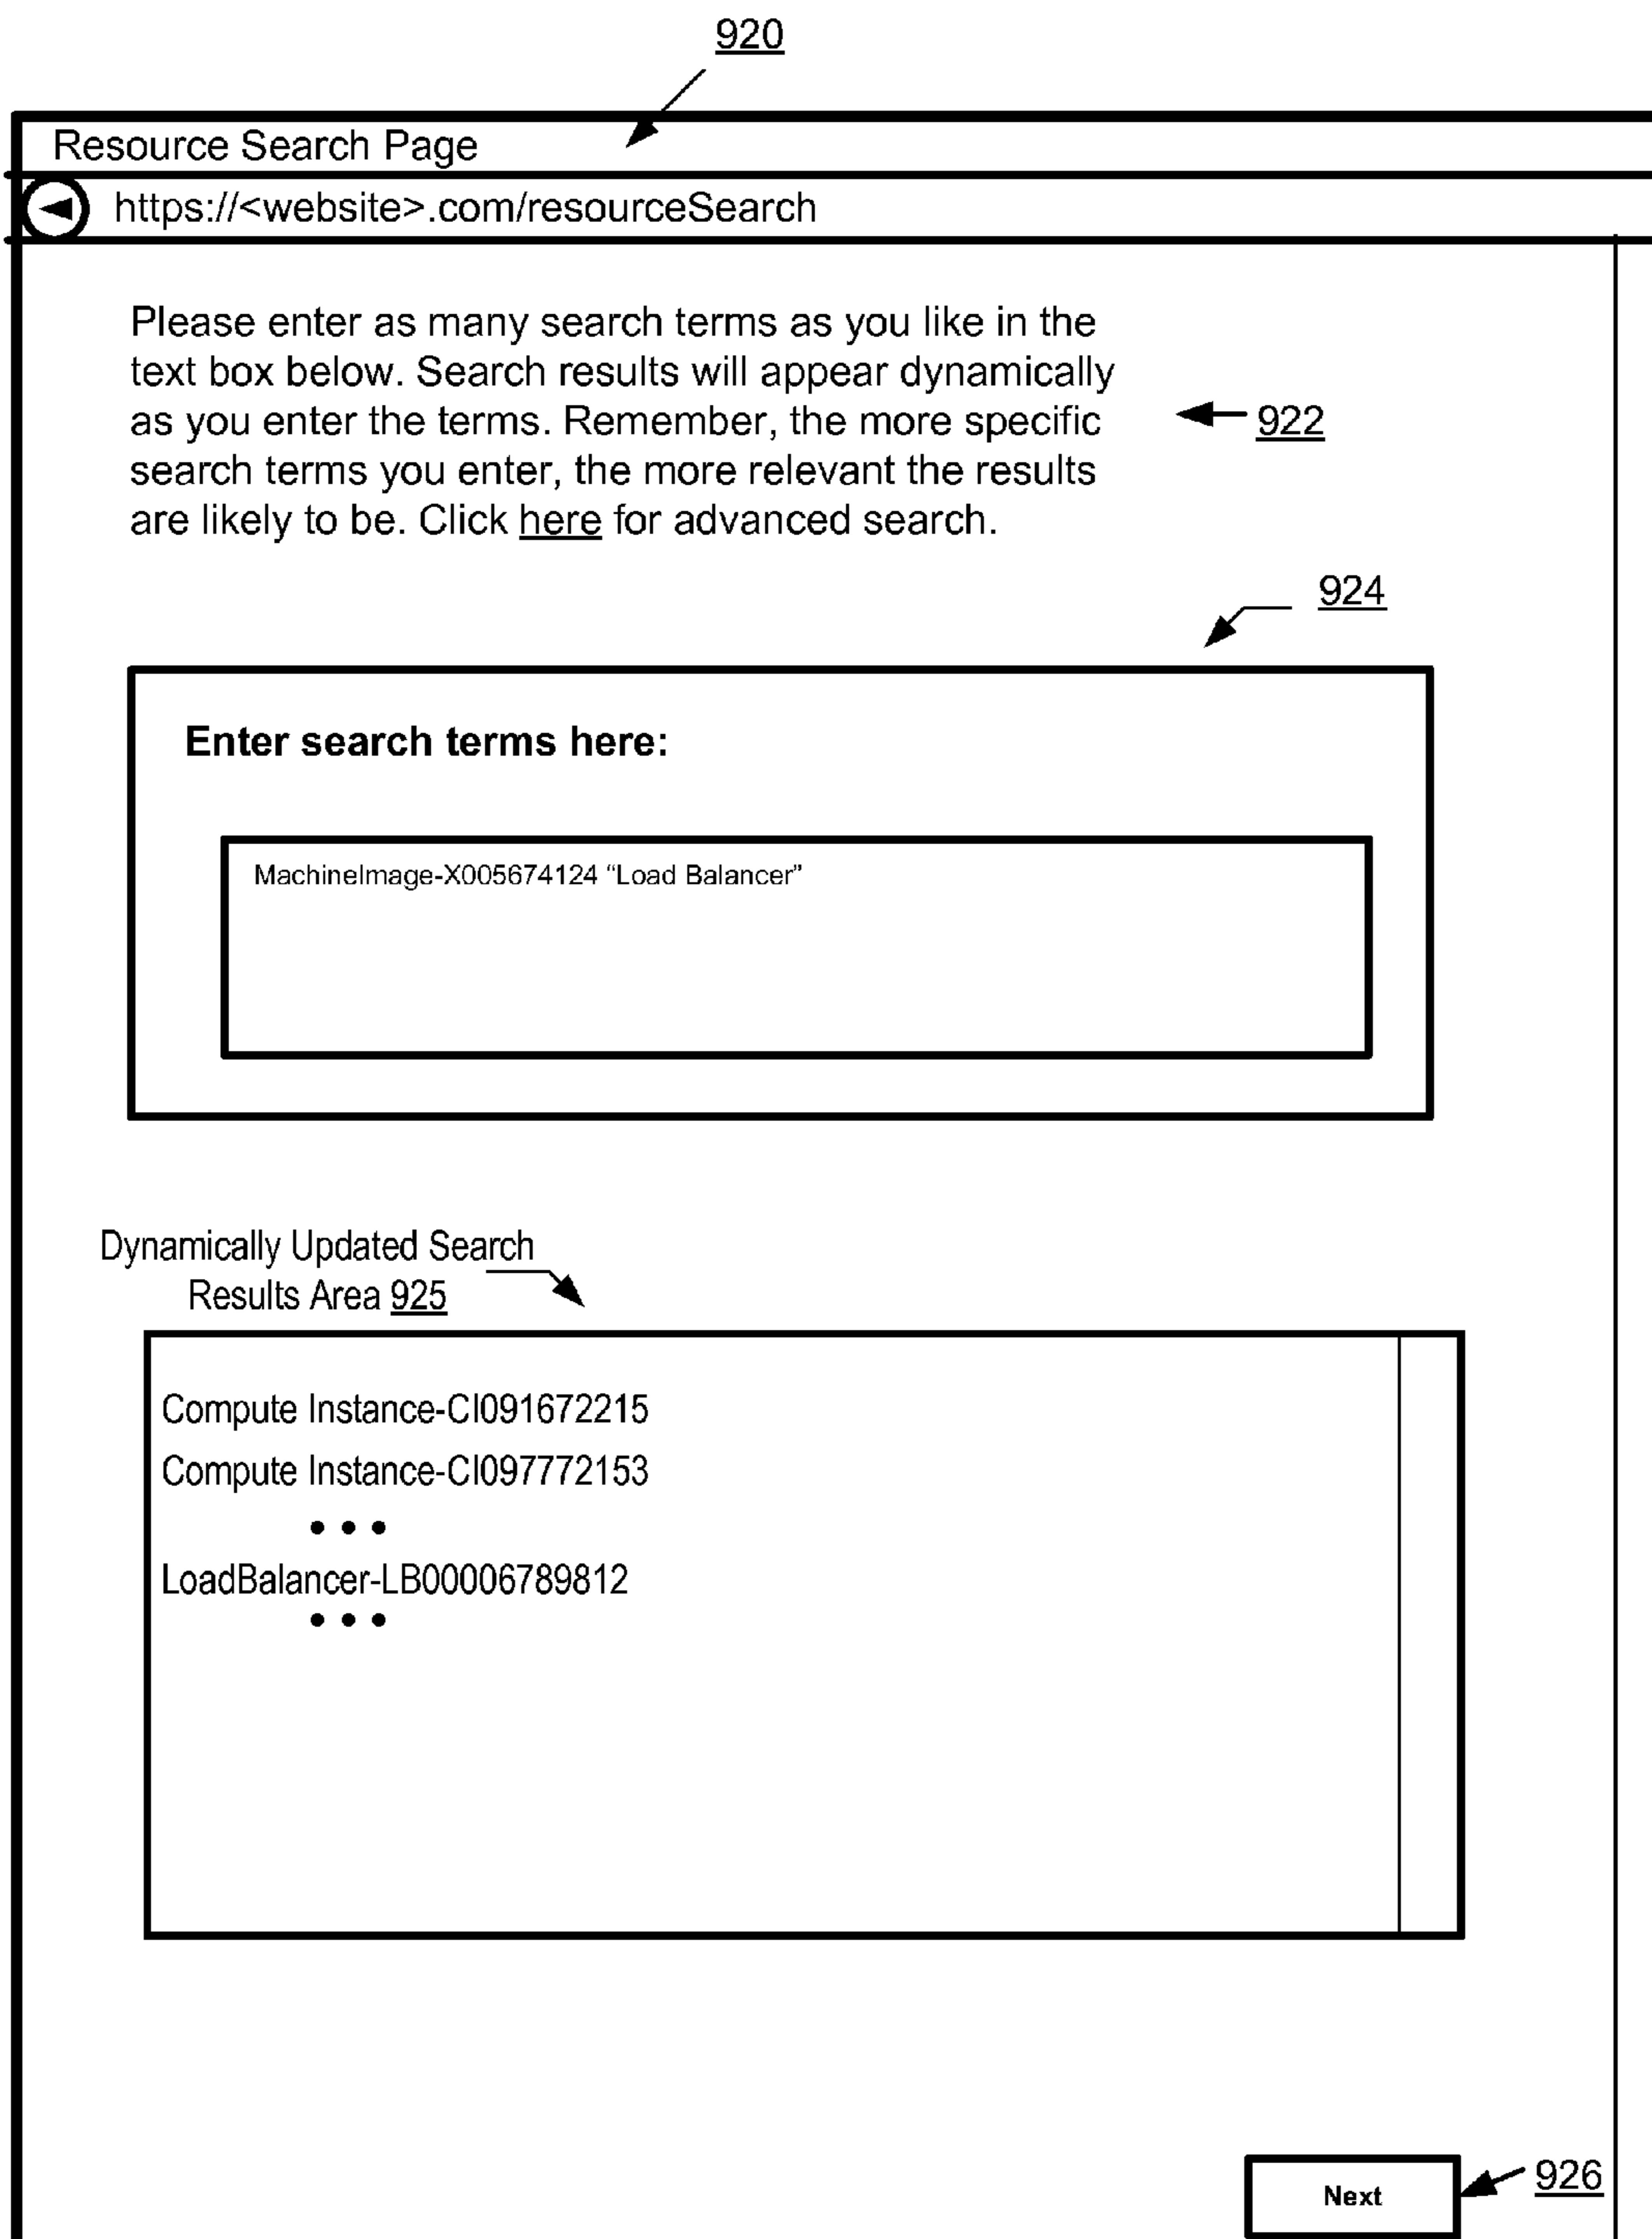 920
Resource Search Page
https://<website>.com/resourceSearch
Please enter as many search terms as you like in the
text box below. Search results will appear dynamically
as you enter the terms. Remember, the more specific
922
search terms you enter, the more relevant the results
are likely to be. Click here for advanced search.
924
Enter search terms here:
MachineImage-X005674124 “Load Balancer”
Dynamically Updated Search
Results Area 925
Compute Instance-CI091672215
Compute Instance-CI097772153
• • •
LoadBalancer-LB00006789812
• • •
Next
926